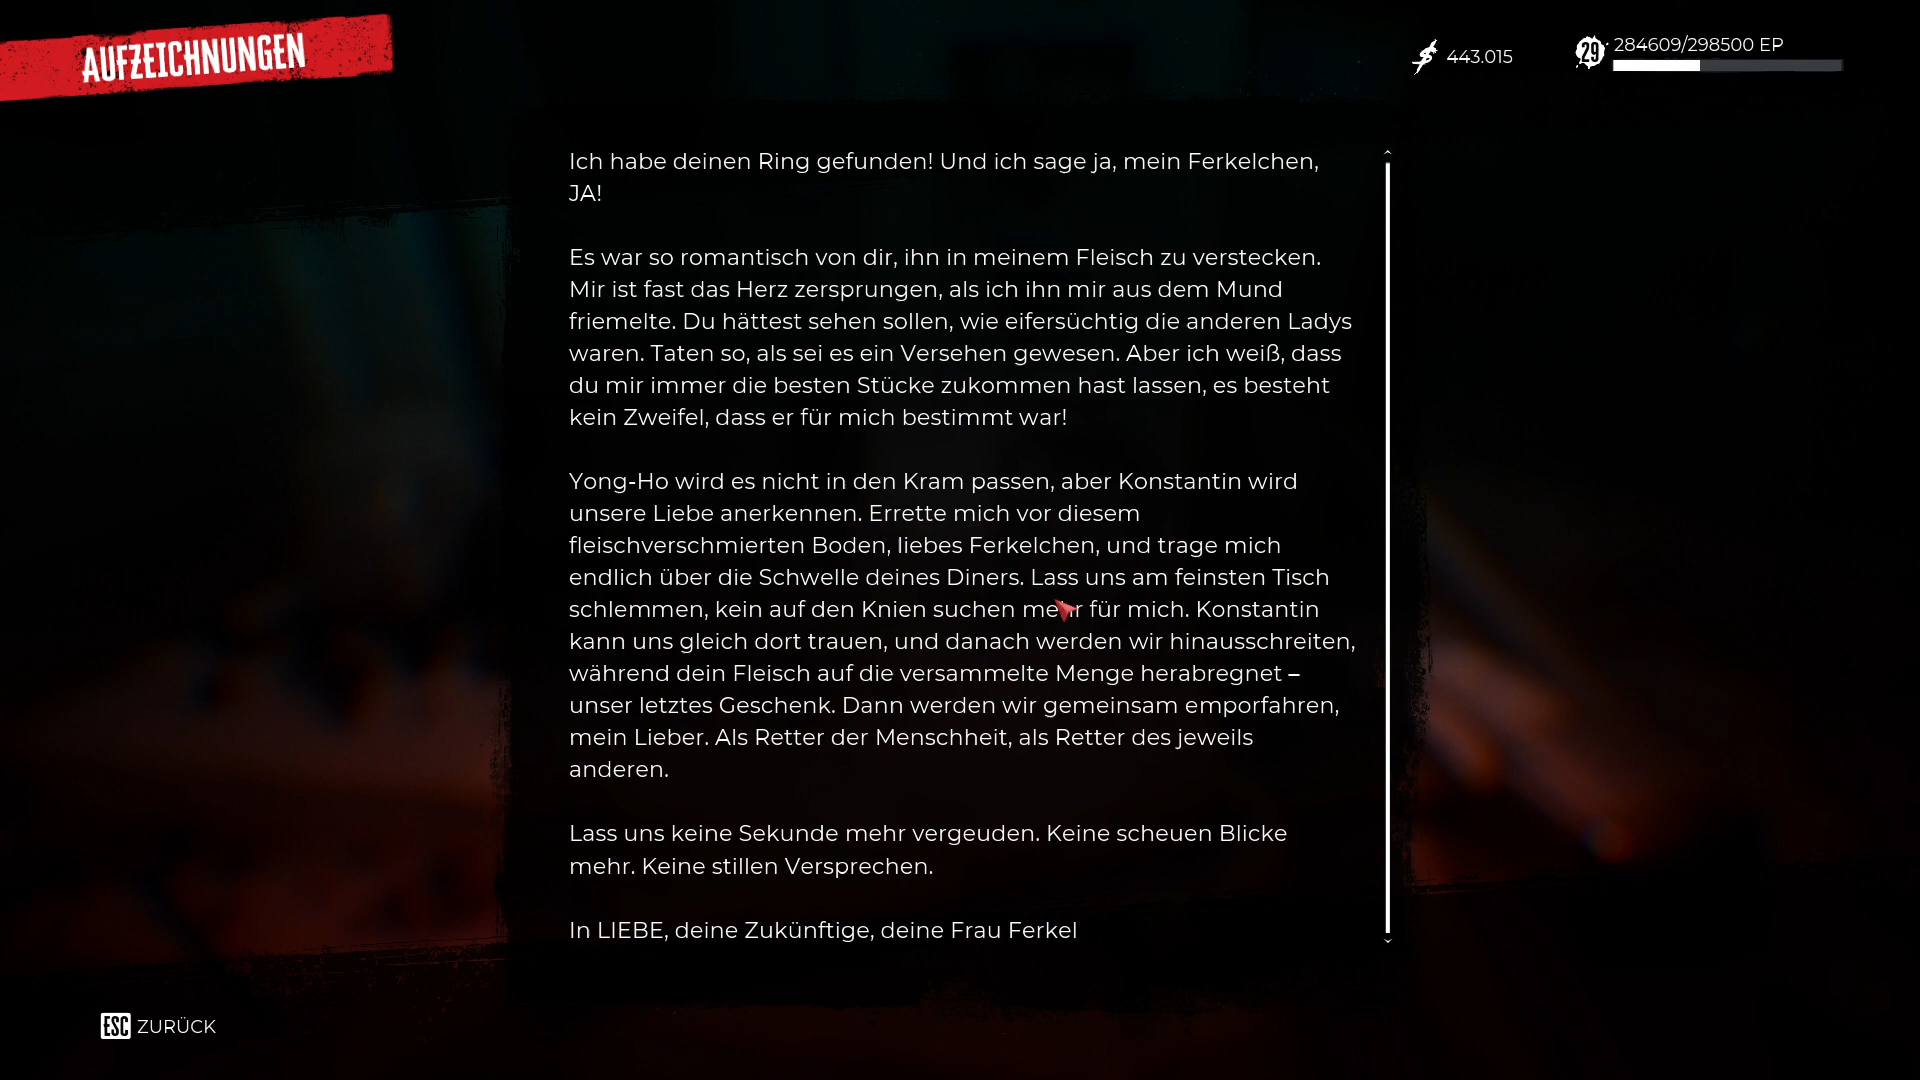 AUFZEICHNUNGEN
443.015
29
284609/298500 EP
Ich habe deinen Ring gefunden! Und ich sage ja, mein Ferkelchen,
JA!
Es war so romantisch von dir, ihn in meinem Fleisch zu verstecken.
Mir ist fast das Herz zersprungen, als ich ihn mir aus dem Mund
friemelte. Du hättest sehen sollen, wie eifersüchtig die anderen Ladys
waren. Taten so, als sei es ein Versehen gewesen. Aber ich weiß, dass
du mir immer die besten Stücke zukommen hast lassen, es besteht
kein Zweifel, dass er für mich bestimmt war!
Yong-Ho wird es nicht in den Kram passen, aber Konstantin wird
unsere Liebe anerkennen. Errette mich vor diesem
fleischverschmierten Boden, liebes Ferkelchen, und trage mich
endlich über die Schwelle deines Diners. Lass uns am feinsten Tisch
schlemmen, kein auf den Knien suchen mehr für mich. Konstantin
kann uns gleich dort trauen, und danach werden wir hinausschreiten,
während dein Fleisch auf die versammelte Menge herabregnet –
unser letztes Geschenk. Dann werden wir gemeinsam emporfahren,
mein Lieber. Als Retter der Menschheit, als Retter des jeweils
anderen.
Lass uns keine Sekunde mehr vergeuden. Keine scheuen Blicke
mehr. Keine stillen Versprechen.
In LIEBE, deine Zukünftige, deine Frau Ferkel
ESC ZURÜCK